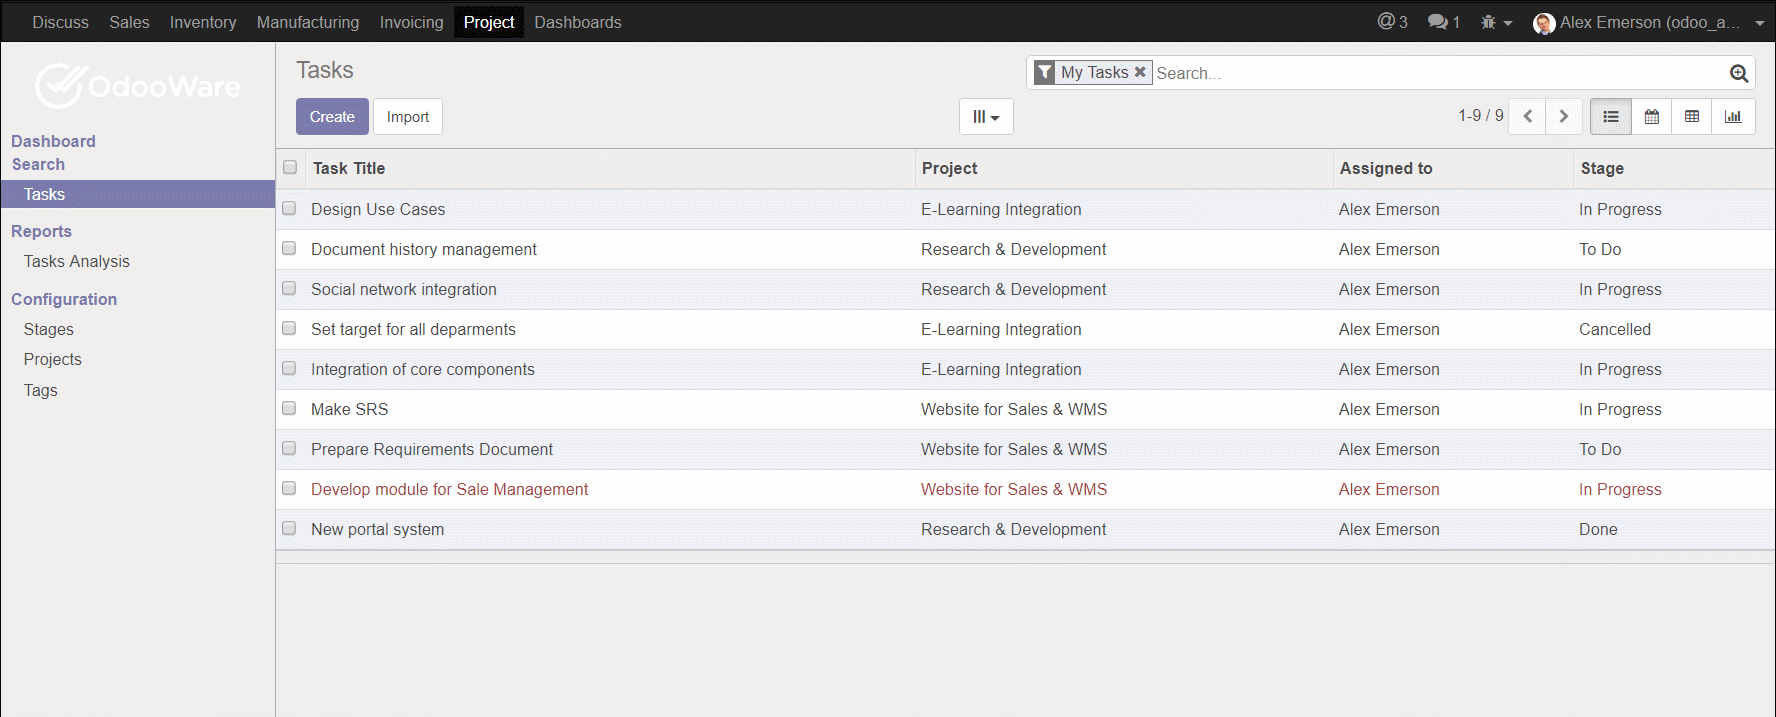 Discuss Sales Inventory Manufacturing Invoicing Project Dashboards @ 3 1 Alex Emerson (odoo_a...
OdooWare
Dashboard
Search
Tasks
Reports
Tasks Analysis
Configuration
Stages
Projects
Tags
Tasks
My Tasks Search...
Create Import
1-9 / 9
Task Title Project Assigned to Stage
Design Use Cases E-Learning Integration Alex Emerson In Progress
Document history management Research & Development Alex Emerson To Do
Social network integration Research & Development Alex Emerson In Progress
Set target for all deparments E-Learning Integration Alex Emerson Cancelled
Integration of core components E-Learning Integration Alex Emerson In Progress
Make SRS Website for Sales & WMS Alex Emerson In Progress
Prepare Requirements Document Website for Sales & WMS Alex Emerson To Do
Develop module for Sale Management Website for Sales & WMS Alex Emerson In Progress
New portal system Research & Development Alex Emerson Done